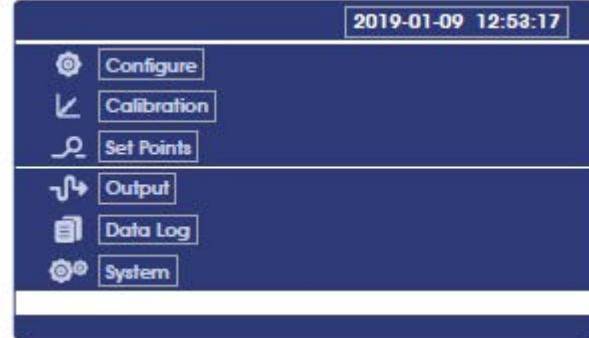 2019-01-09 12:53:17
Configure
Calibration
Set Points
Output
Data Log
System